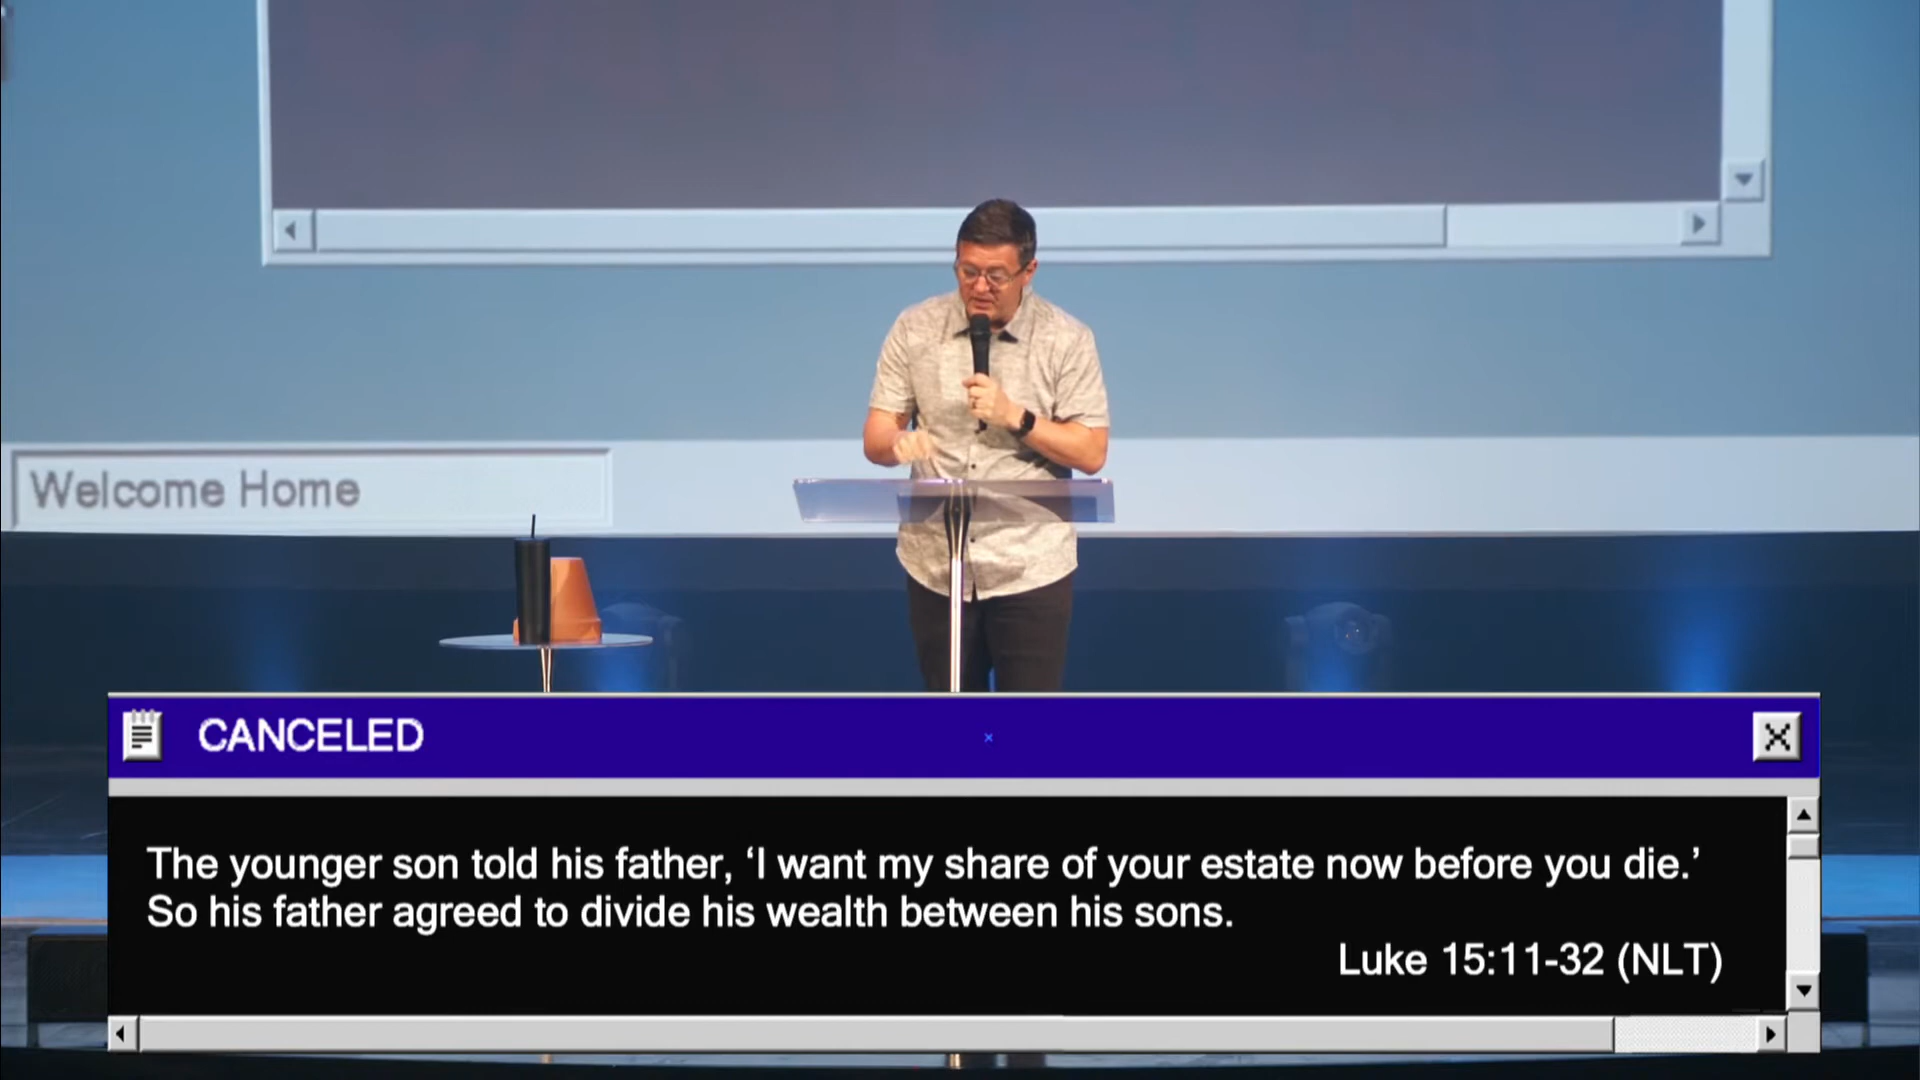 Welcome Home
CANCELED
The younger son told his father, ‘I want my share of your estate now before you die.’
So his father agreed to divide his wealth between his sons.
Luke 15:11-32 (NLT)